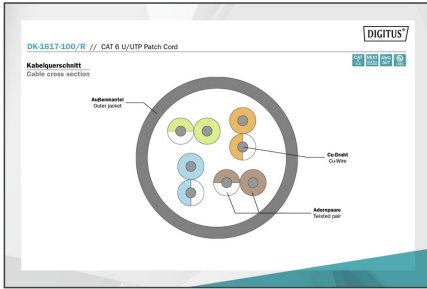 DIGITUS®
DK-1617-100/R // CAT 6 U/UTP Patch Cord
Kabelquerschnitt
Cable cross section
Außenmantel
Outer jacket
Cu-Draht
Cu-Wire
Aderspaare
Twisted pair